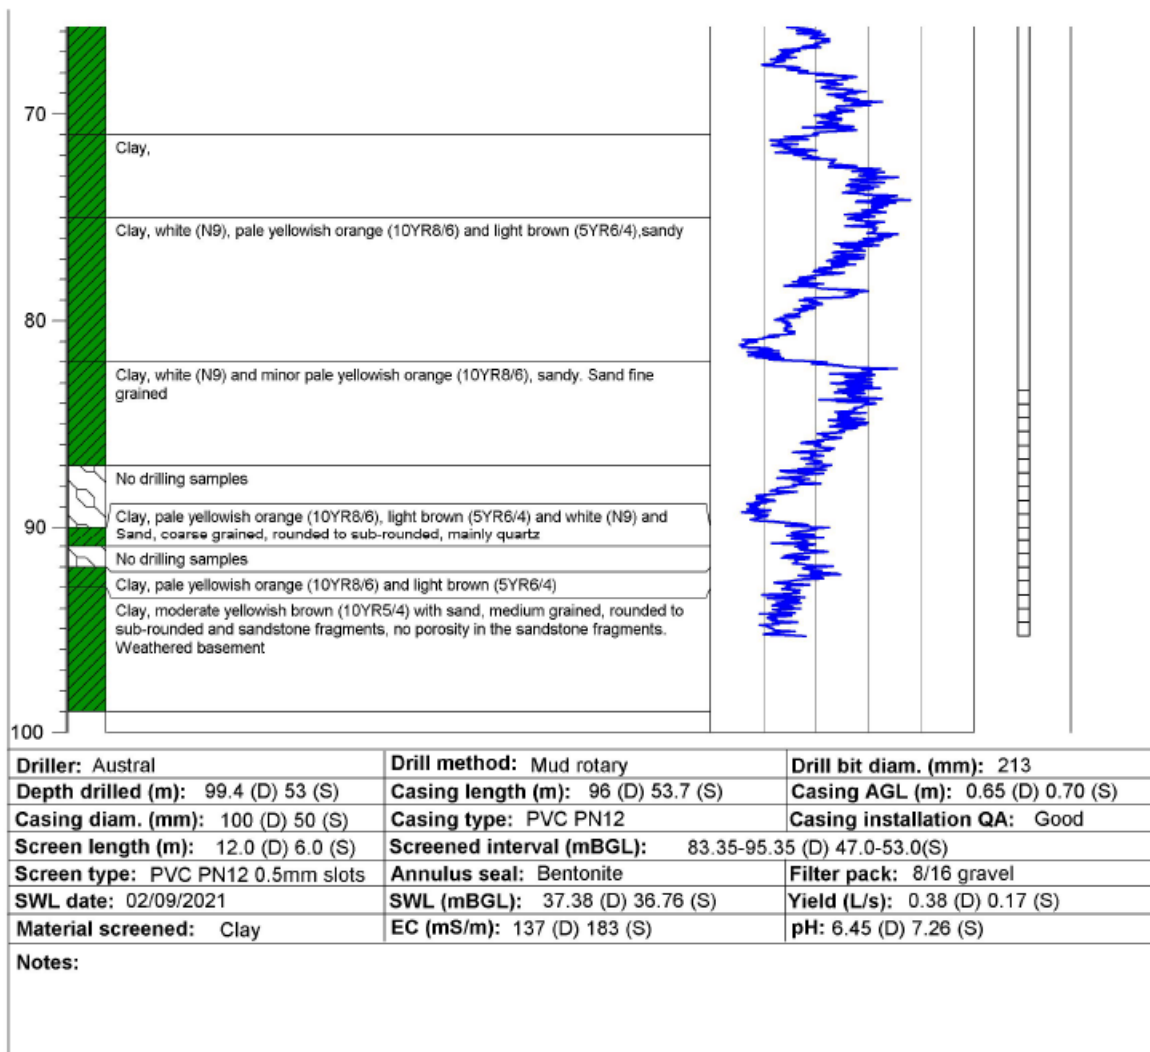 70
Clay,
Clay, white (N9), pale yellowish orange (10YR8/6) and light brown (5YR6/4),sandy
80
Clay, white (N9) and minor pale yellowish orange (10YR8/6), sandy. Sand fine
grained
No drilling samples
90
Clay, pale yellowish orange (10YR8/6), light brown (5YR6/4) and white (N9) and
Sand, coarse grained, rounded to sub-rounded, mainly quartz
No drilling samples
Clay, pale yellowish orange (10YR8/6) and light brown (5YR6/4)
Clay, moderate yellowish brown (10YR5/4) with sand, medium grained, rounded to
sub-rounded and sandstone fragments, no porosity in the sandstone fragments.
Weathered basement
100
Driller: Austral Drill method: Mud rotary Drill bit diam. (mm): 213
Depth drilled (m): 99.4 (D) 53 (S) Casing length (m): 96 (D) 53.7 (S) Casing AGL (m): 0.65 (D) 0.70 (S)
Casing diam. (mm): 100 (D) 50 (S) Casing type: PVC PN12 Casing installation QA: Good
Screen length (m): 12.0 (D) 6.0 (S) Screened interval (mBGL): 83.35-95.35 (D) 47.0-53.0(S)
Screen type: PVC PN12 0.5mm slots Annulus seal: Bentonite Filter pack: 8/16 gravel
SWL date: 02/09/2021 SWL (mBGL): 37.38 (D) 36.76 (S) Yield (L/s): 0.38 (D) 0.17 (S)
Material screened: Clay EC (mS/m): 137 (D) 183 (S) pH: 6.45 (D) 7.26 (S)
Notes: